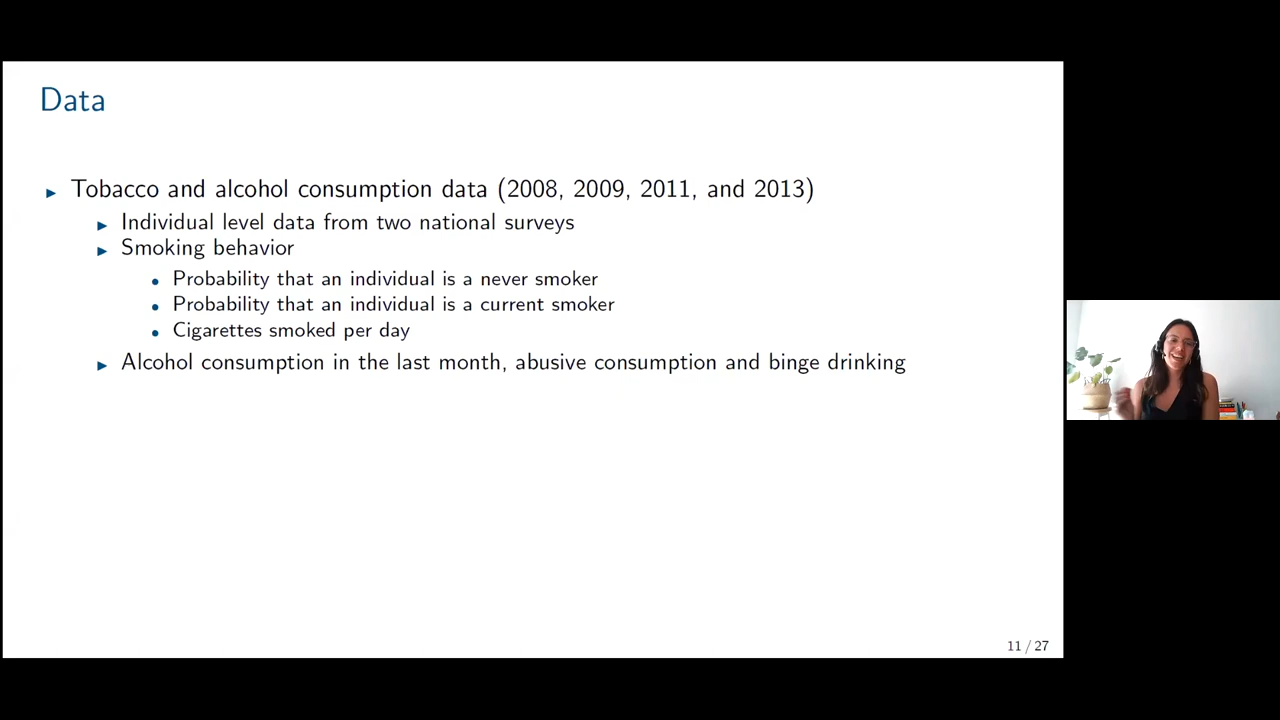 Data
Tobacco and alcohol consumption data (2008, 2009, 2011, and 2013)
Individual level data from two national surveys
Smoking behavior
Probability that an individual is a never smoker
Probability that an individual is a current smoker
Cigarettes smoked per day
Alcohol consumption in the last month, abusive consumption and binge drinking
11 / 27